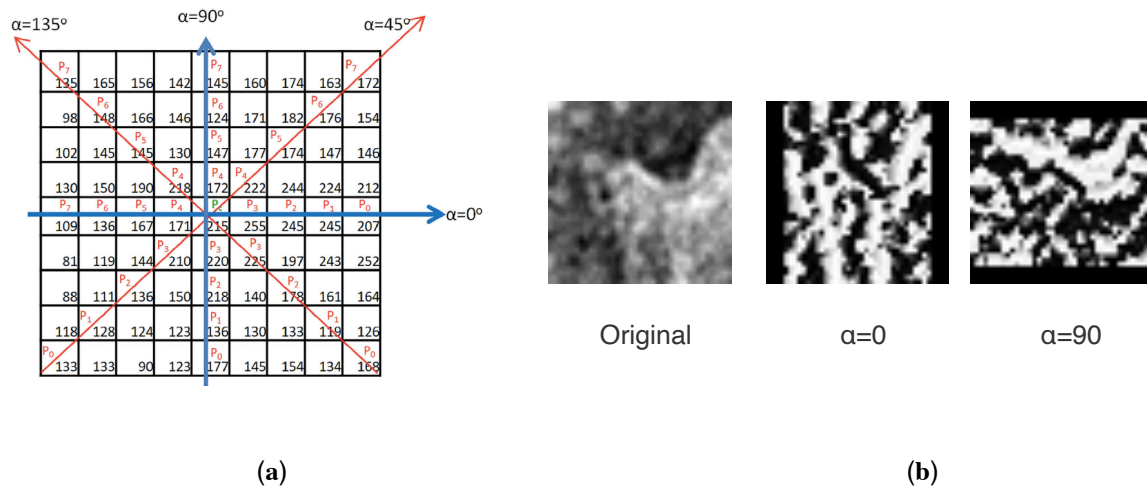 α=90º
α=135º
α=45º
P7 P7 P7
135 165 156 142 145 160 174 163 172
P6 P6 P6
98 148 166 146 124 171 182 176 154
P5 P5 P5
102 145 145 130 147 177 174 147 146
P4 P4 P4
130 150 190 218 172 222 244 224 212
P7 P6 P5 P4 P P3 P2 P1 P0
α=0º
109 136 167 171 215 255 245 245 207
P3 P3 P3
81 119 144 210 220 225 197 243 252
P2 P2 P2
88 111 136 150 218 140 178 161 164
P1 P1 P1
118 128 124 123 136 130 133 119 126
P0 P0 P0
133 133 90 123 177 145 154 134 168
Original
α=0
α=90
(a)
(b)